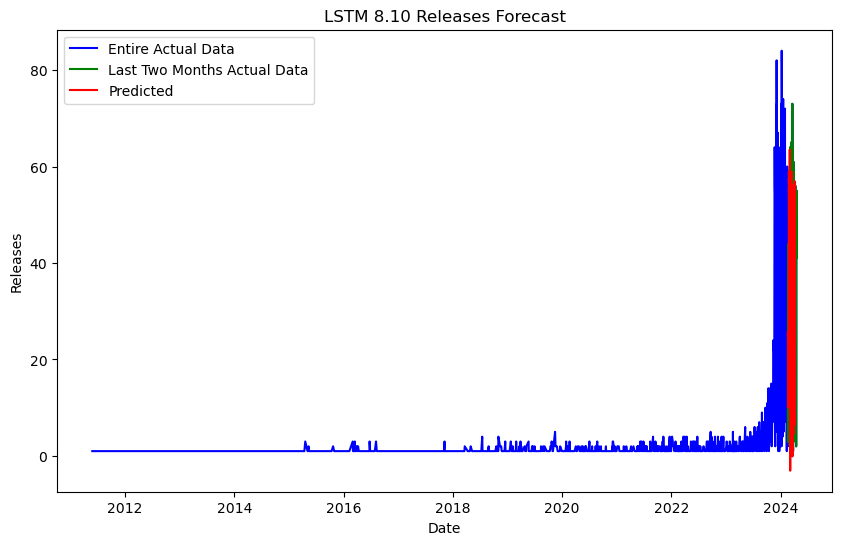 LSTM 8.10 Releases Forecast
Entire Actual Data
Last Two Months Actual Data
Predicted
Releases
80
60
40
20
0
2012 2014 2016 2018 2020 2022 2024
Date